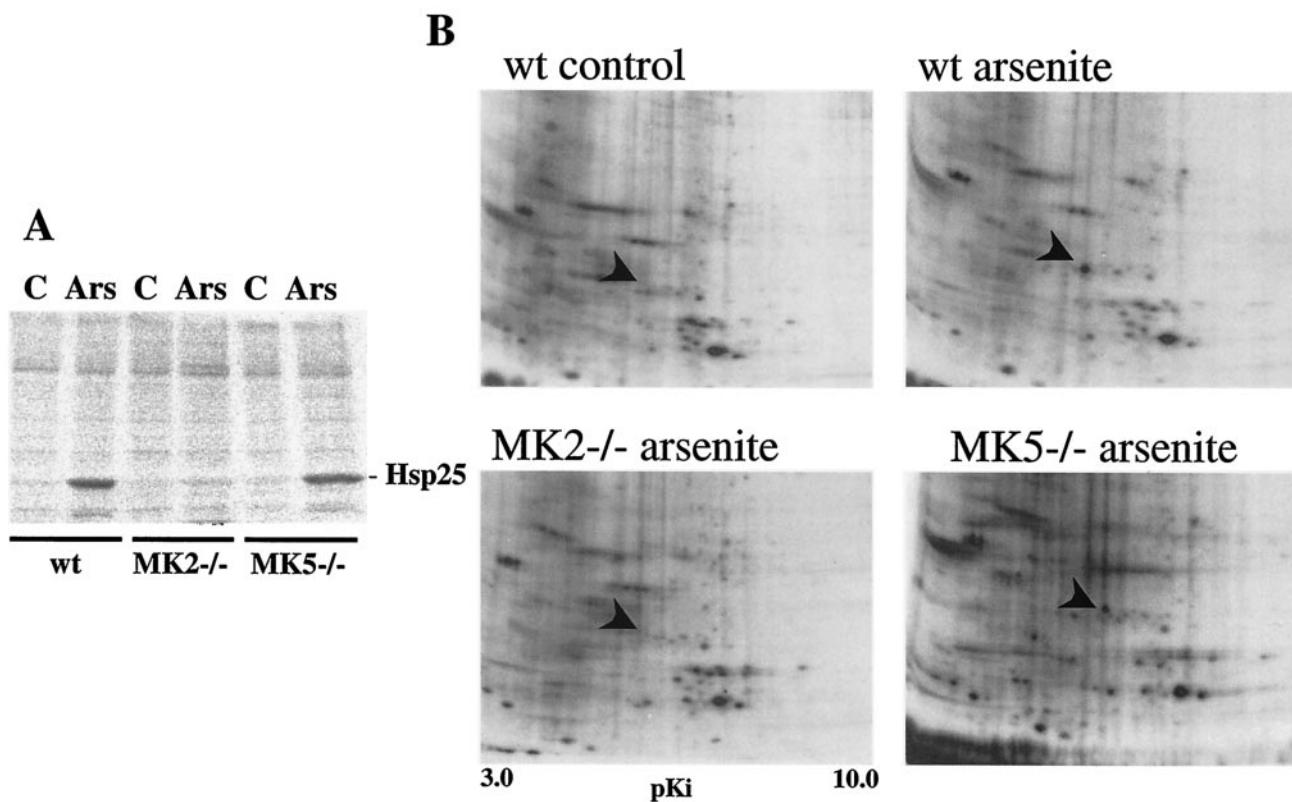 B
wt control
wt arsenite
A
C Ars C Ars C Ars
- Hsp25
wt MK2-/- MK5-/-
MK2-/- arsenite
MK5-/- arsenite
3.0 10.0
pKi